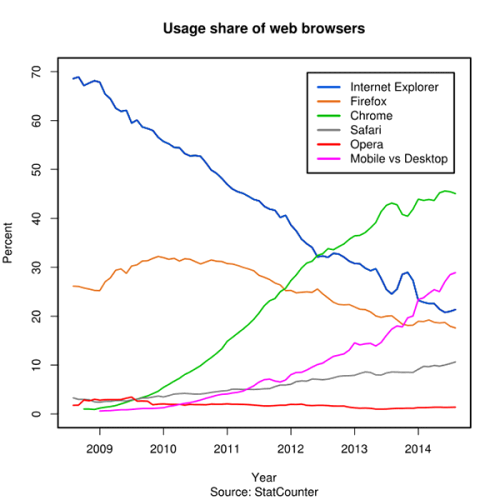 Usage share of web browsers
70
60
50
40
30
20
10
0
Percent
Internet Explorer
Firefox
Chrome
Safari
Opera
Mobile vs Desktop
2009 2010 2011 2012 2013 2014
Year
Source: StatCounter